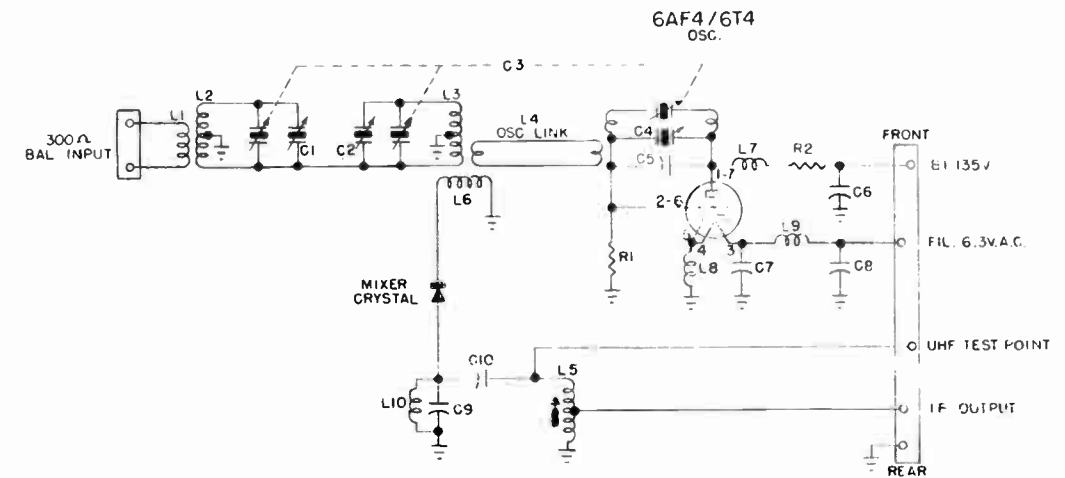 6AF4/6T4
OSC.
C3
L1
L2
L3
L4
OSC LINK
300Ω
BAL INPUT
C1
C2
C4
C5
L7
R2
FRONT
B+ 135V
1-7
2-6
C6
L6
R1
4
3
L9
FIL. 6.3V.A.C.
L8
C7
C8
MIXER
CRYSTAL
UHF TEST POINT
C10
L5
L10
C9
I.F. OUTPUT
REAR